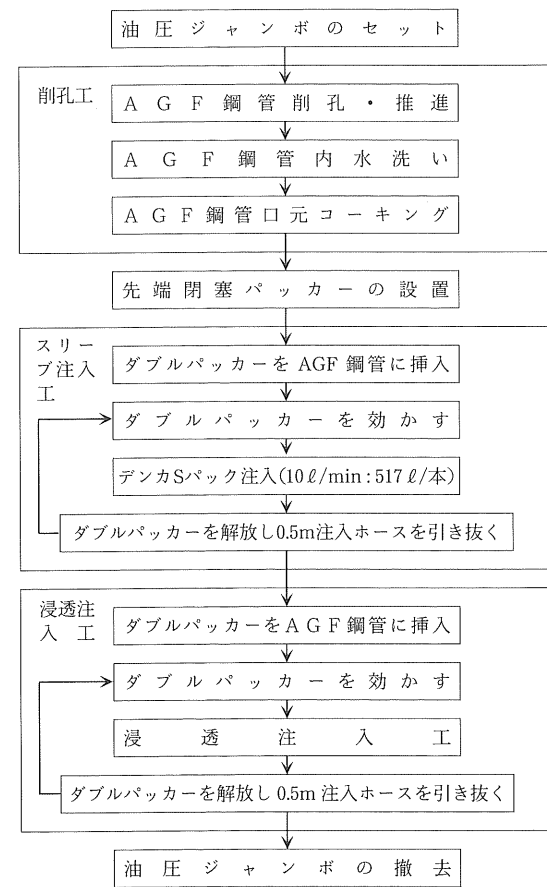 油圧ジャンボのセット
削孔工
AGF鋼管削孔・推進
AGF鋼管内水洗い
AGF鋼管口元コーキング
先端閉塞パッカーの設置
スリー
ブ注入
工
ダブルパッカーを AGF 鋼管に挿入
ダブルパッカーを効かす
デンカSパック注入(10ℓ/min:517ℓ/本)
ダブルパッカーを解放し0.5m注入ホースを引き抜く
浸透注
入工
ダブルパッカーをAGF鋼管に挿入
ダブルパッカーを効かす
浸透注入工
ダブルパッカーを解放し 0.5m 注入ホースを引き抜く
油圧ジャンボの撤去